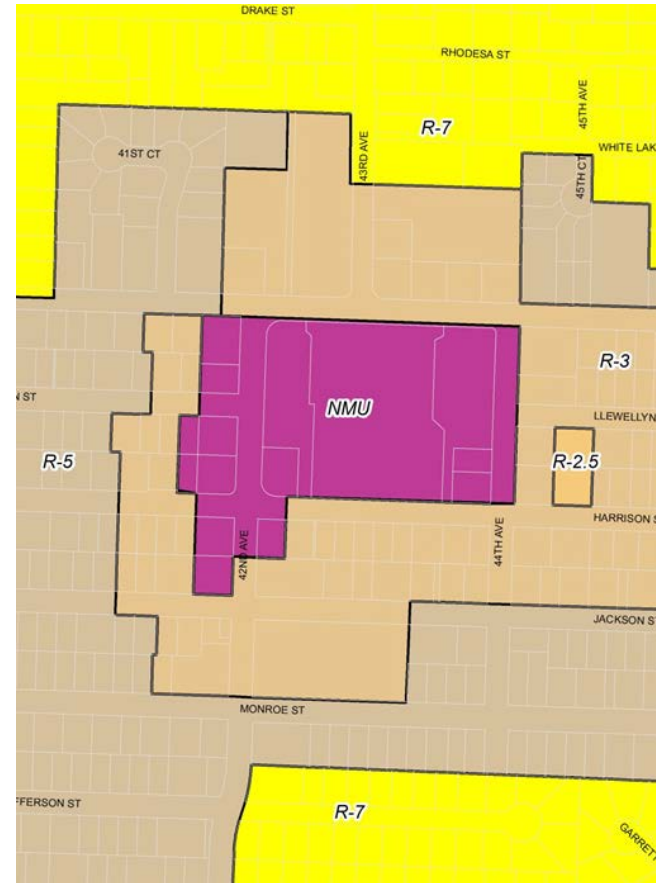 DRAKE ST
RHODESA ST
45TH AVE
R-7
43RD AVE
41ST CT
WHITE LAK
45TH CT
R-3
N ST
NMU
LLEWELLYN
R-5
R-2.5
HARRISON S
44TH AVE
42ND AVE
JACKSON ST
MONROE ST
FFERSON ST
R-7
GARRETT